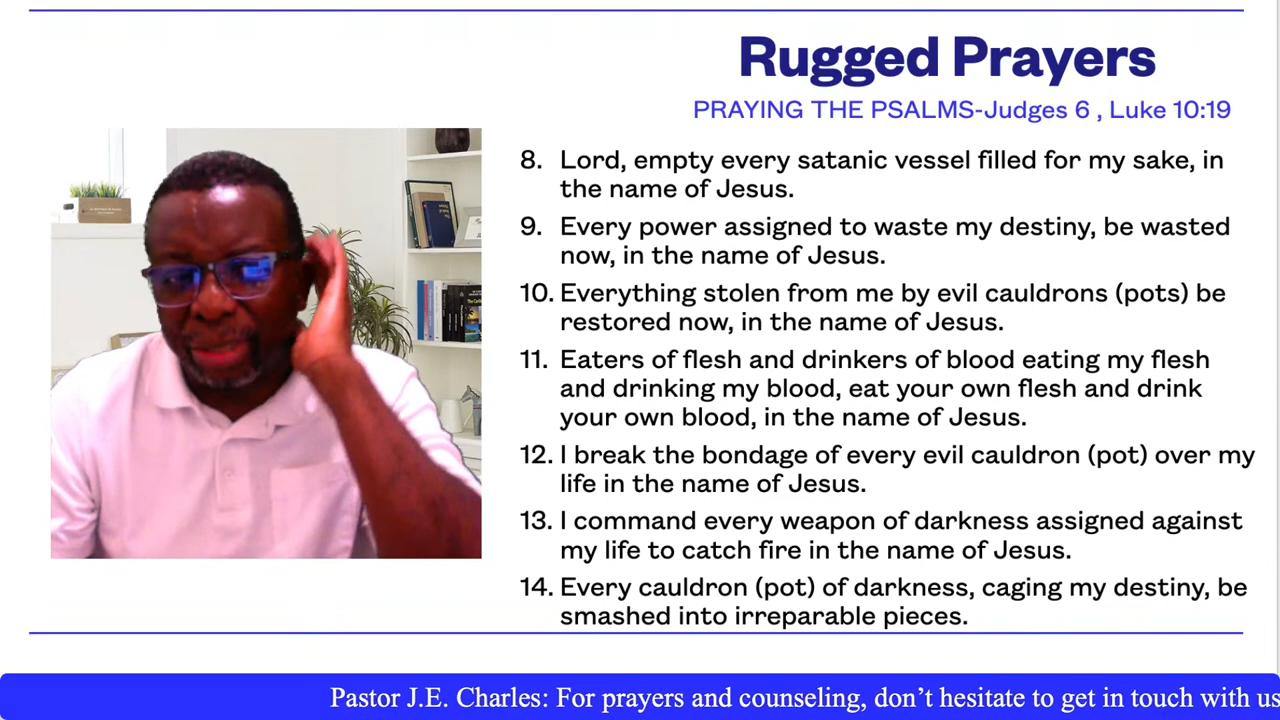 Rugged Prayers
PRAYING THE PSALMS-Judges 6 , Luke 10:19
8. Lord, empty every satanic vessel filled for my sake, in
the name of Jesus.
9. Every power assigned to waste my destiny, be wasted
now, in the name of Jesus.
10. Everything stolen from me by evil cauldrons (pots) be
restored now, in the name of Jesus.
11. Eaters of flesh and drinkers of blood eating my flesh
and drinking my blood, eat your own flesh and drink
your own blood, in the name of Jesus.
12. I break the bondage of every evil cauldron (pot) over my
life in the name of Jesus.
13. I command every weapon of darkness assigned against
my life to catch fire in the name of Jesus.
14. Every cauldron (pot) of darkness, caging my destiny, be
smashed into irreparable pieces.
Pastor J.E. Charles: For prayers and counseling, don’t hesitate to get in touch with us